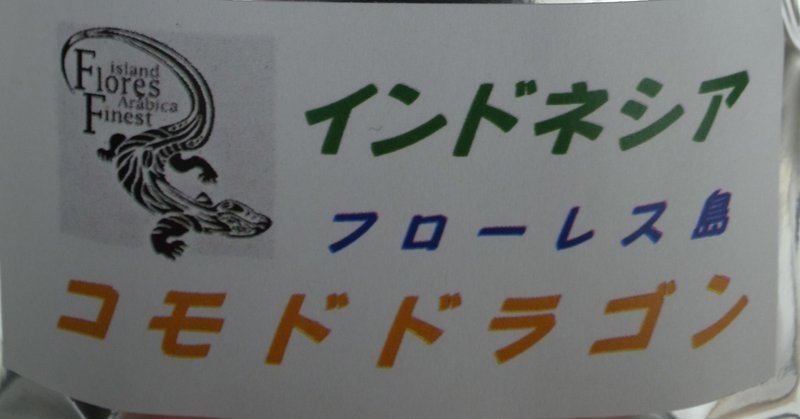 island
Flores
Arabica
Finest
インドネシア
フローレス島
コモドドラゴン